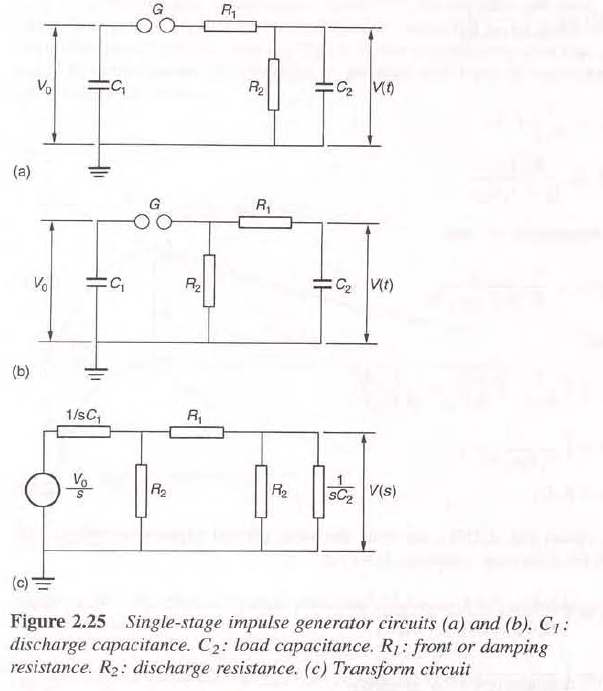 G
R₁
V₀
C₁
R₂
C₂
V(t)
(a)
G
R₁
V₀
C₁
R₂
C₂
V(t)
(b)
1/sC₁
R₁
V₀
s
R₂
R₂
1
sC₂
V(s)
(c)
Figure 2.25 Single-stage impulse generator circuits (a) and (b). C₁:
discharge capacitance. C₂: load capacitance. R₁: front or damping
resistance. R₂: discharge resistance. (c) Transform circuit